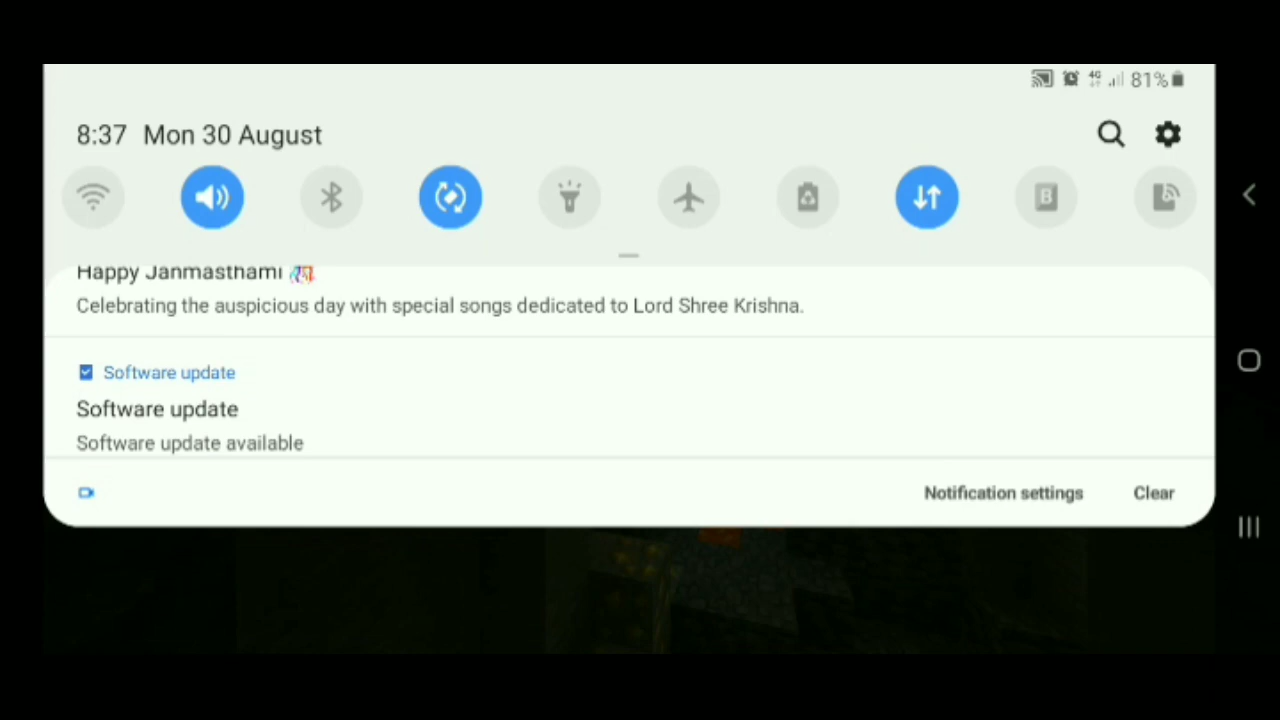 4G 81%
8:37 Mon 30 August
B
Happy Janmasthami
Celebrating the auspicious day with special songs dedicated to Lord Shree Krishna.
Software update
Software update
Software update available
Notification settings Clear